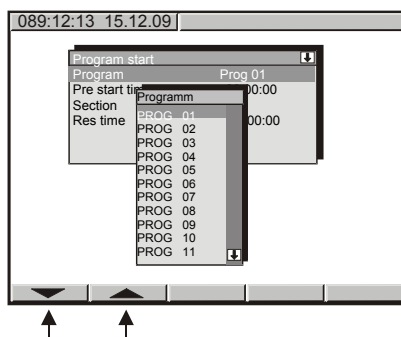 089:12:13 15.12.09
Program start
Program Prog 01
Pre start ti 00:00
Section
Res time 00:00
Programm
PROG 01
PROG 02
PROG 03
PROG 04
PROG 05
PROG 06
PROG 07
PROG 08
PROG 09
PROG 10
PROG 11